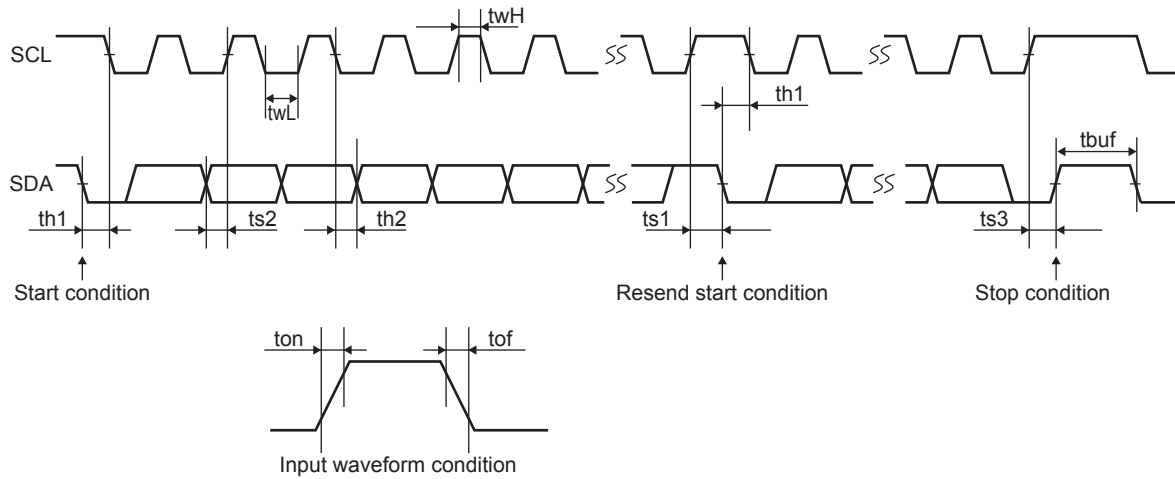 twH
SCL
twL
th1
tbuf
SDA
th1
ts2
th2
ts1
ts3
Start condition
Resend start condition
Stop condition
ton
tof
Input waveform condition